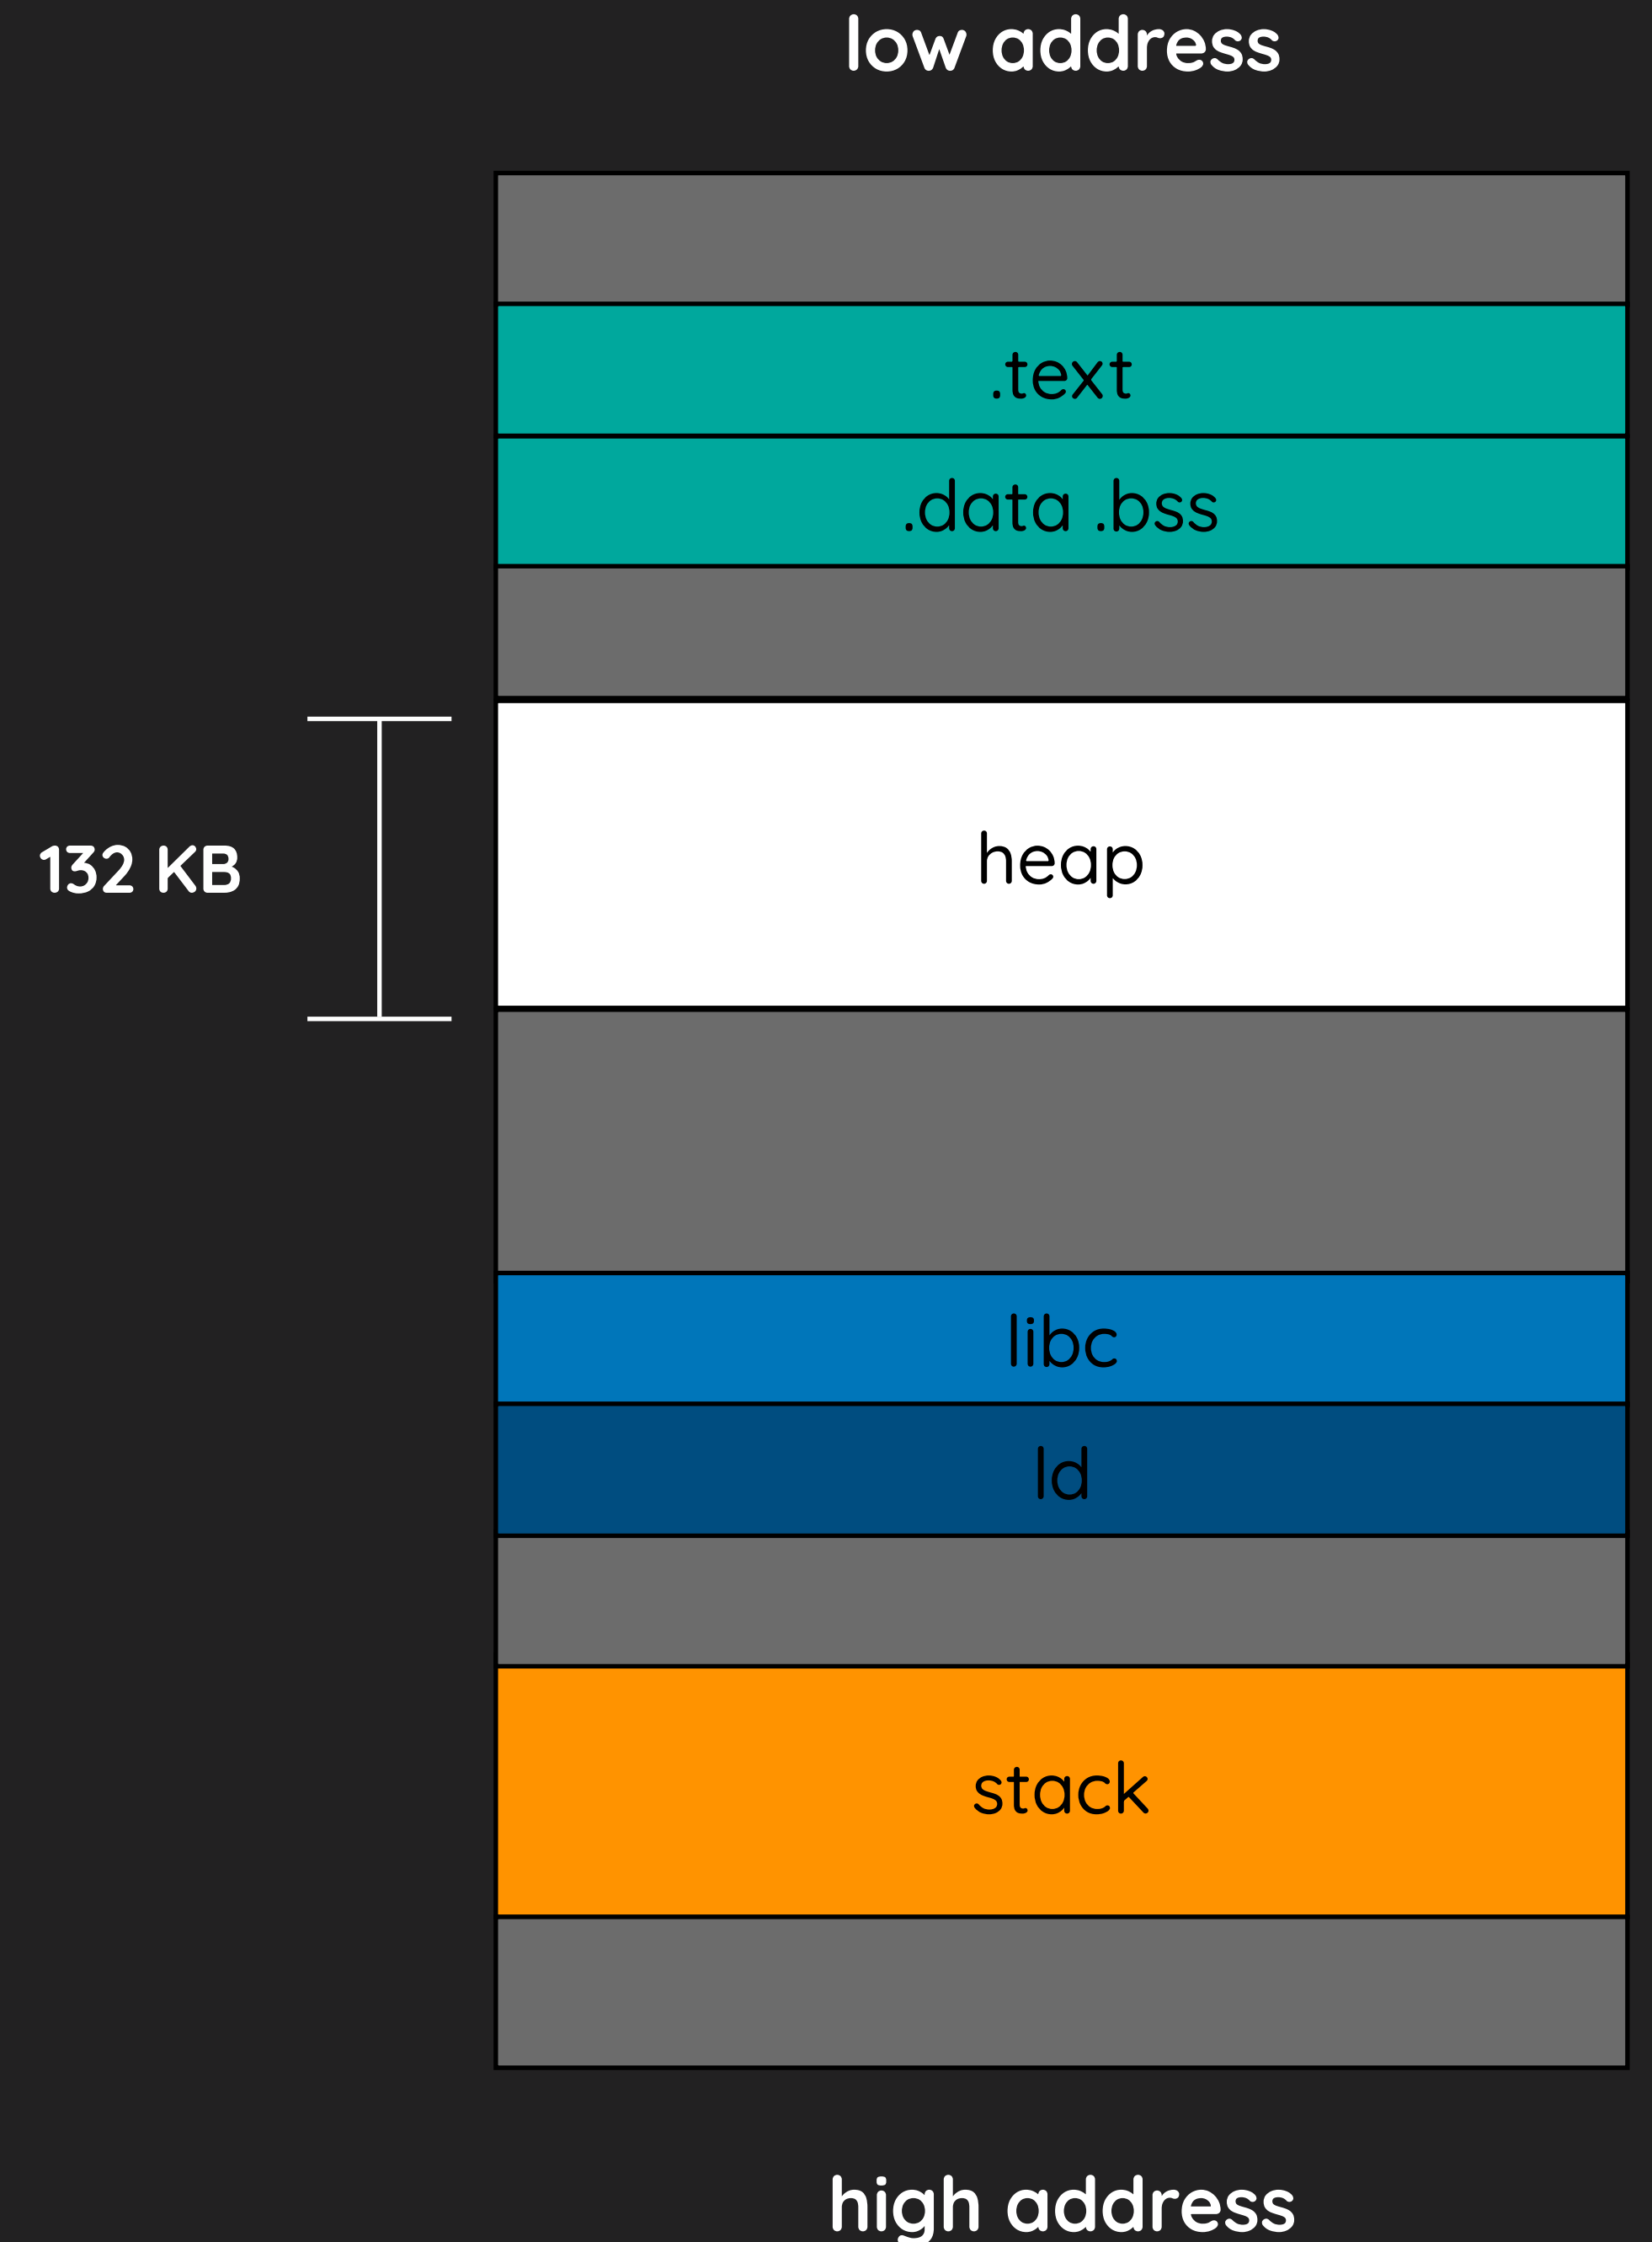 low address
.text
.data .bss
132 KB
heap
libc
ld
stack
high address